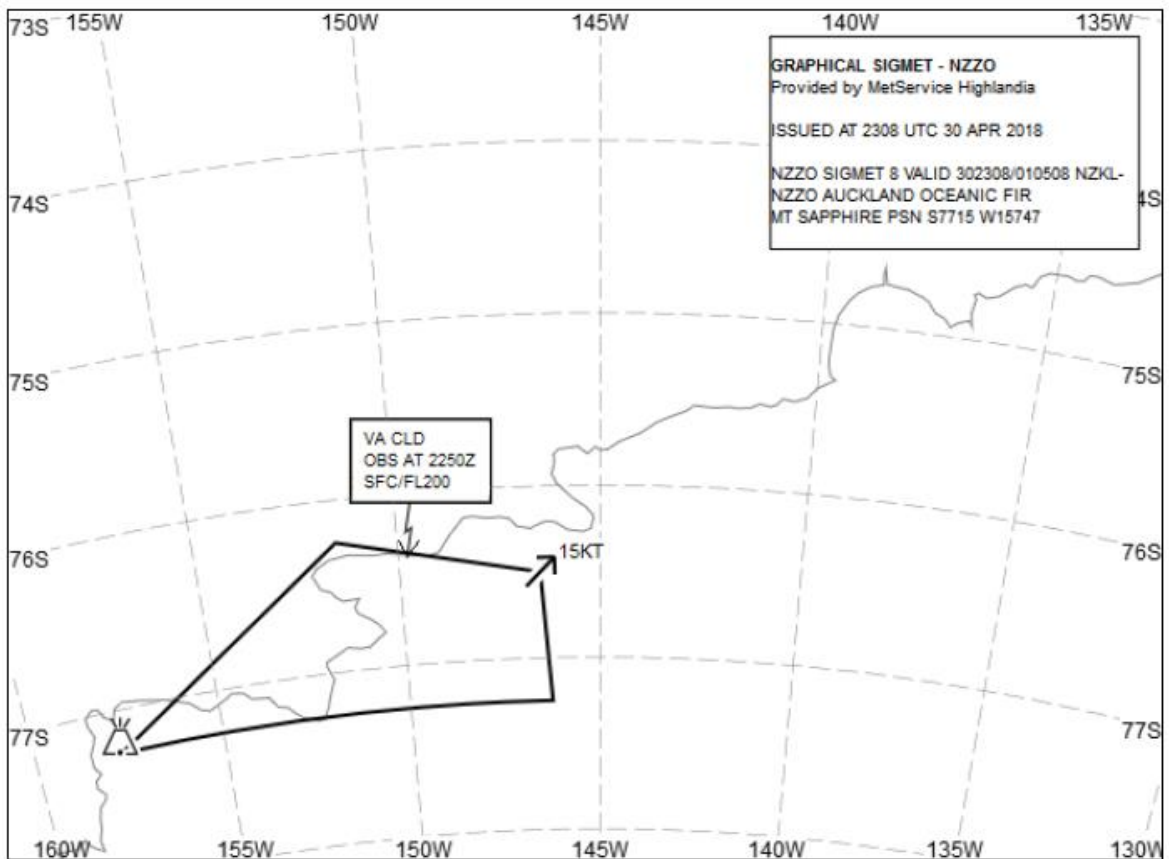 73S 155W 150W 145W 140W 135W
GRAPHICAL SIGMET - NZZO
Provided by MetService Highlandia
ISSUED AT 2308 UTC 30 APR 2018
NZZO SIGMET 8 VALID 302308/010508 NZKL-
NZZO AUCKLAND OCEANIC FIR
MT SAPPHIRE PSN S7715 W15747
74S 4S
75S 75S
VA CLD
OBS AT 2250Z
SFC/FL200
15KT
76S 76S
77S 77S
160W 155W 150W 145W 140W 135W 130W